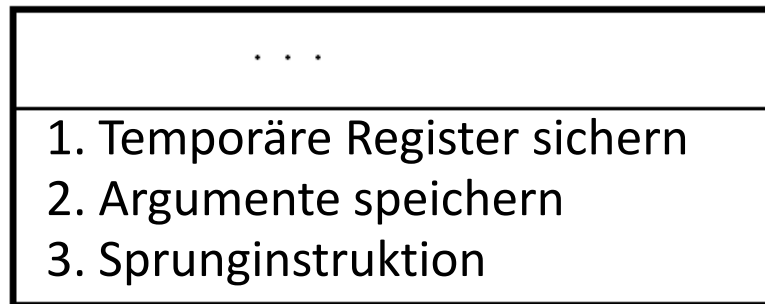 . . .
1. Temporäre Register sichern
2. Argumente speichern
3. Sprunginstruktion